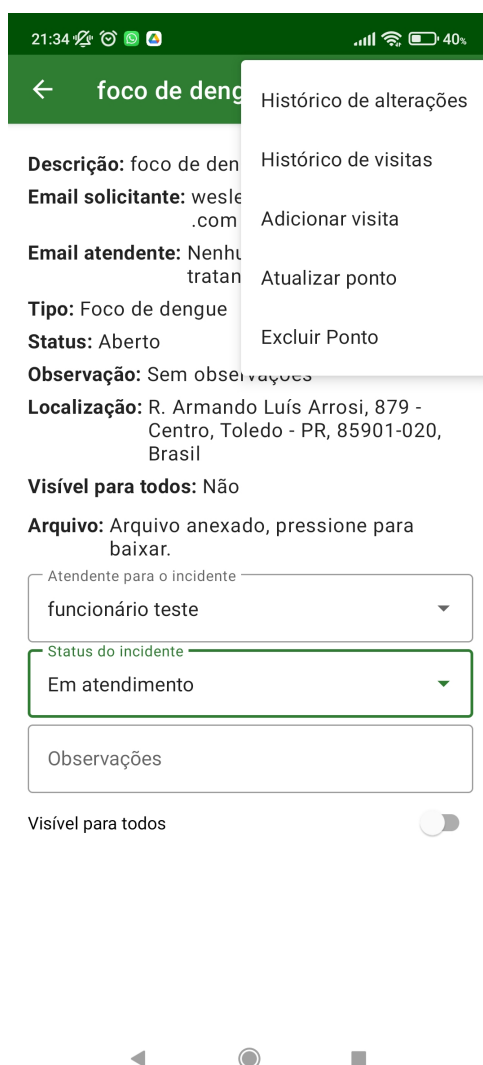 21:34
40%
foco de deng
Histórico de alterações
Histórico de visitas
Adicionar visita
Atualizar ponto
Excluir Ponto
Descrição: foco de den
Email solicitante: wesle
.com
Email atendente: Nenhu
tratan
Tipo: Foco de dengue
Status: Aberto
Observação: Sem observações
Localização: R. Armando Luís Arrosi, 879 -
Centro, Toledo - PR, 85901-020,
Brasil
Visível para todos: Não
Arquivo: Arquivo anexado, pressione para
baixar.
Atendente para o incidente
funcionário teste
Status do incidente
Em atendimento
Observações
Visível para todos